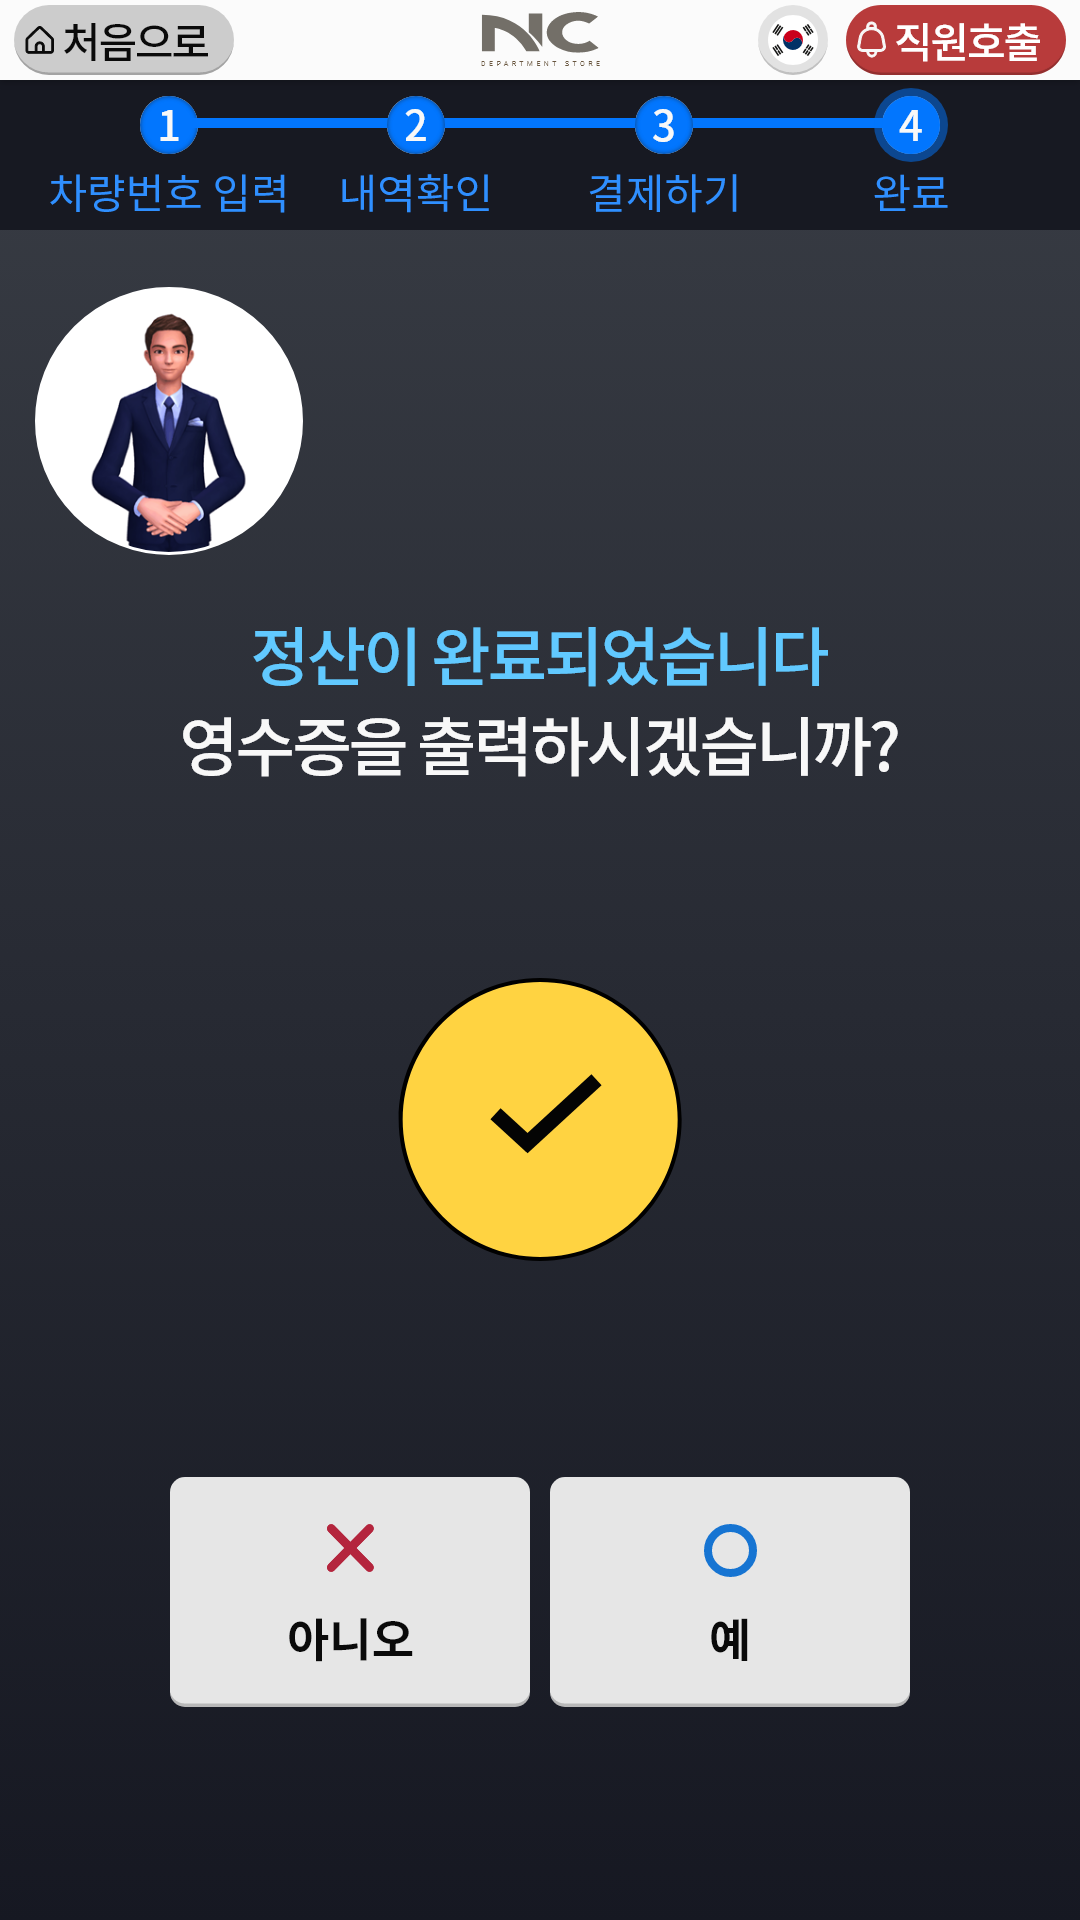 처음으로
NC
DEPARTMENT STORE
직원호출
1 2 3 4
차량번호 입력 내역확인 결제하기 완료
정산이 완료되었습니다
영수증을 출력하시겠습니까?
아니오 예